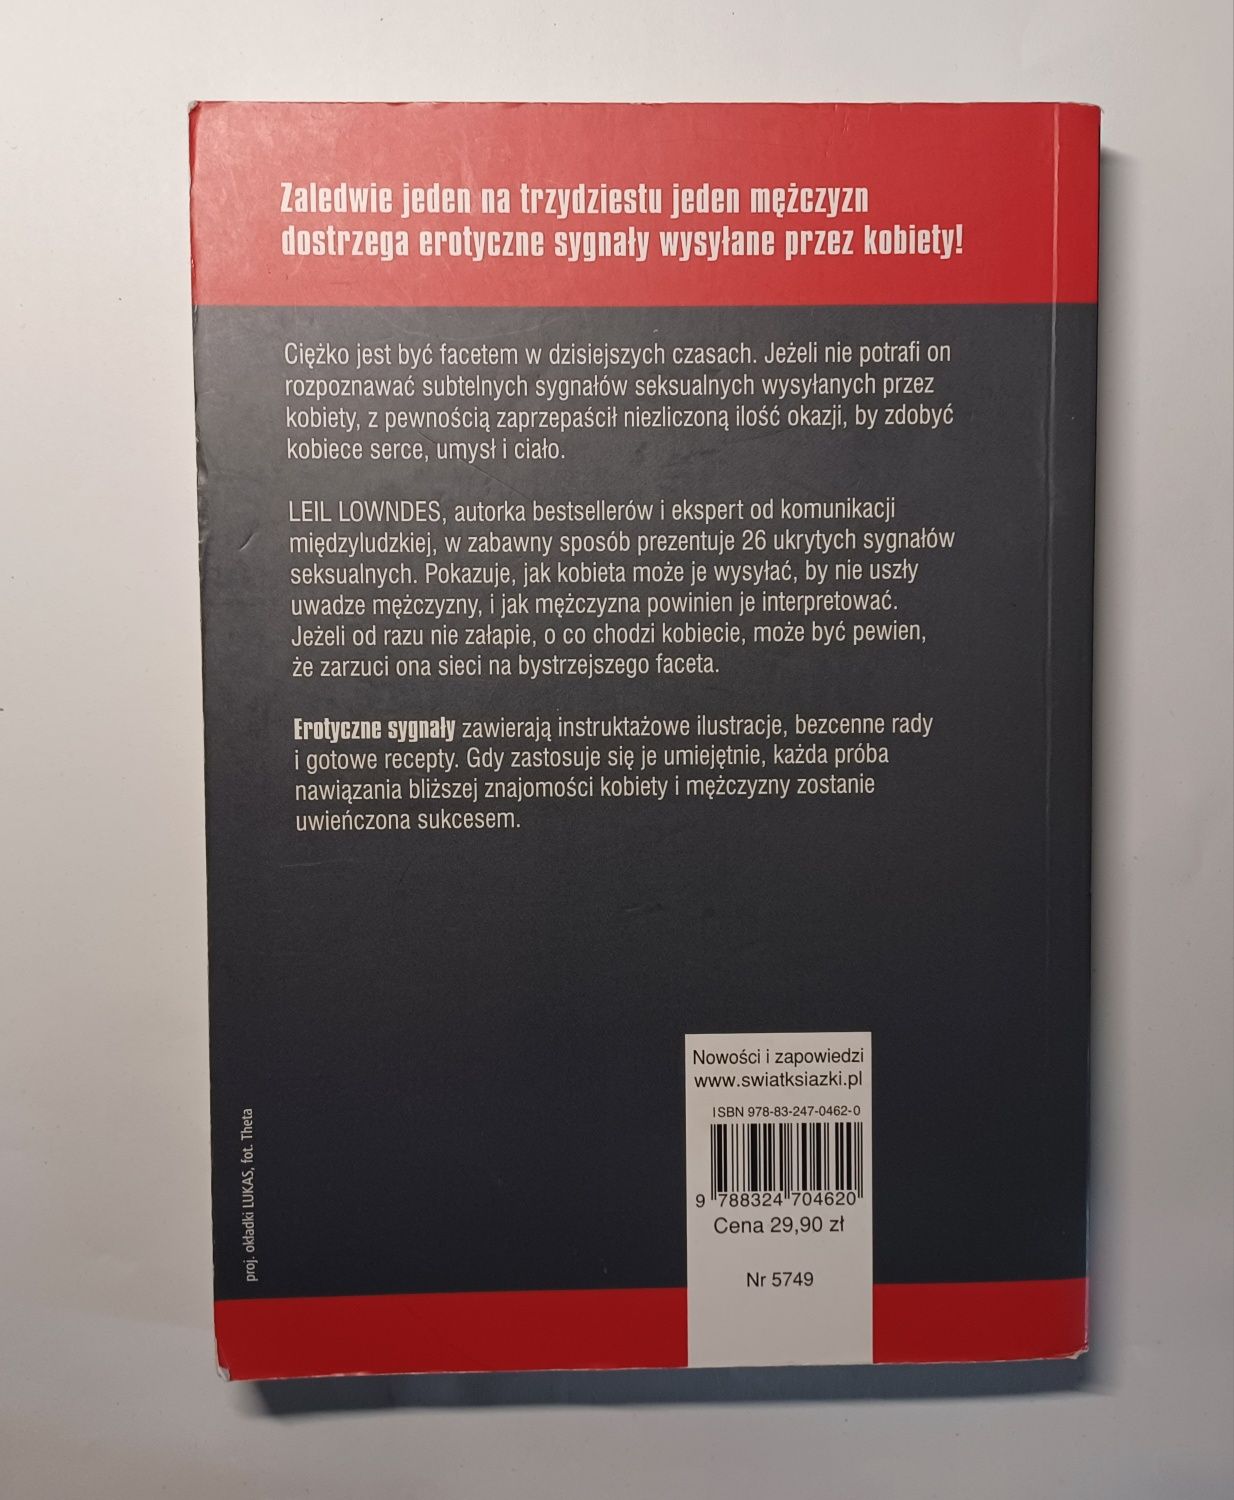 Zaledwie jeden na trzydziestu jeden mężczyzn
dostrzega erotyczne sygnały wysyłane przez kobiety!
Ciężko jest być facetem w dzisiejszych czasach. Jeżeli nie potrafi on
rozpoznawać subtelnych sygnałów seksualnych wysyłanych przez
kobiety, z pewnością zaprzepaścił niezliczoną ilość okazji, by zdobyć
kobiece serce, umysł i ciało.
LEIL LOWNDES, autorka bestsellerów i ekspert od komunikacji
międzyludzkiej, w zabawny sposób prezentuje 26 ukrytych sygnałów
seksualnych. Pokazuje, jak kobieta może je wysyłać, by nie uszły
uwadze mężczyzny, i jak mężczyzna powinien je interpretować.
Jeżeli od razu nie załapie, o co chodzi kobiecie, może być pewien,
że zarzuci ona sieci na bystrzejszego faceta.
Erotyczne sygnały zawierają instruktażowe ilustracje, bezcenne rady
i gotowe recepty. Gdy zastosuje się je umiejętnie, każda próba
nawiązania bliższej znajomości kobiety i mężczyzny zostanie
uwieńczona sukcesem.
proj. okładki LUKAS, fot. Theta
Nowości i zapowiedzi
www.swiatksiazki.pl
ISBN 978-83-247-0462-0
9 788324 704620
Cena 29,90 zł
Nr 5749